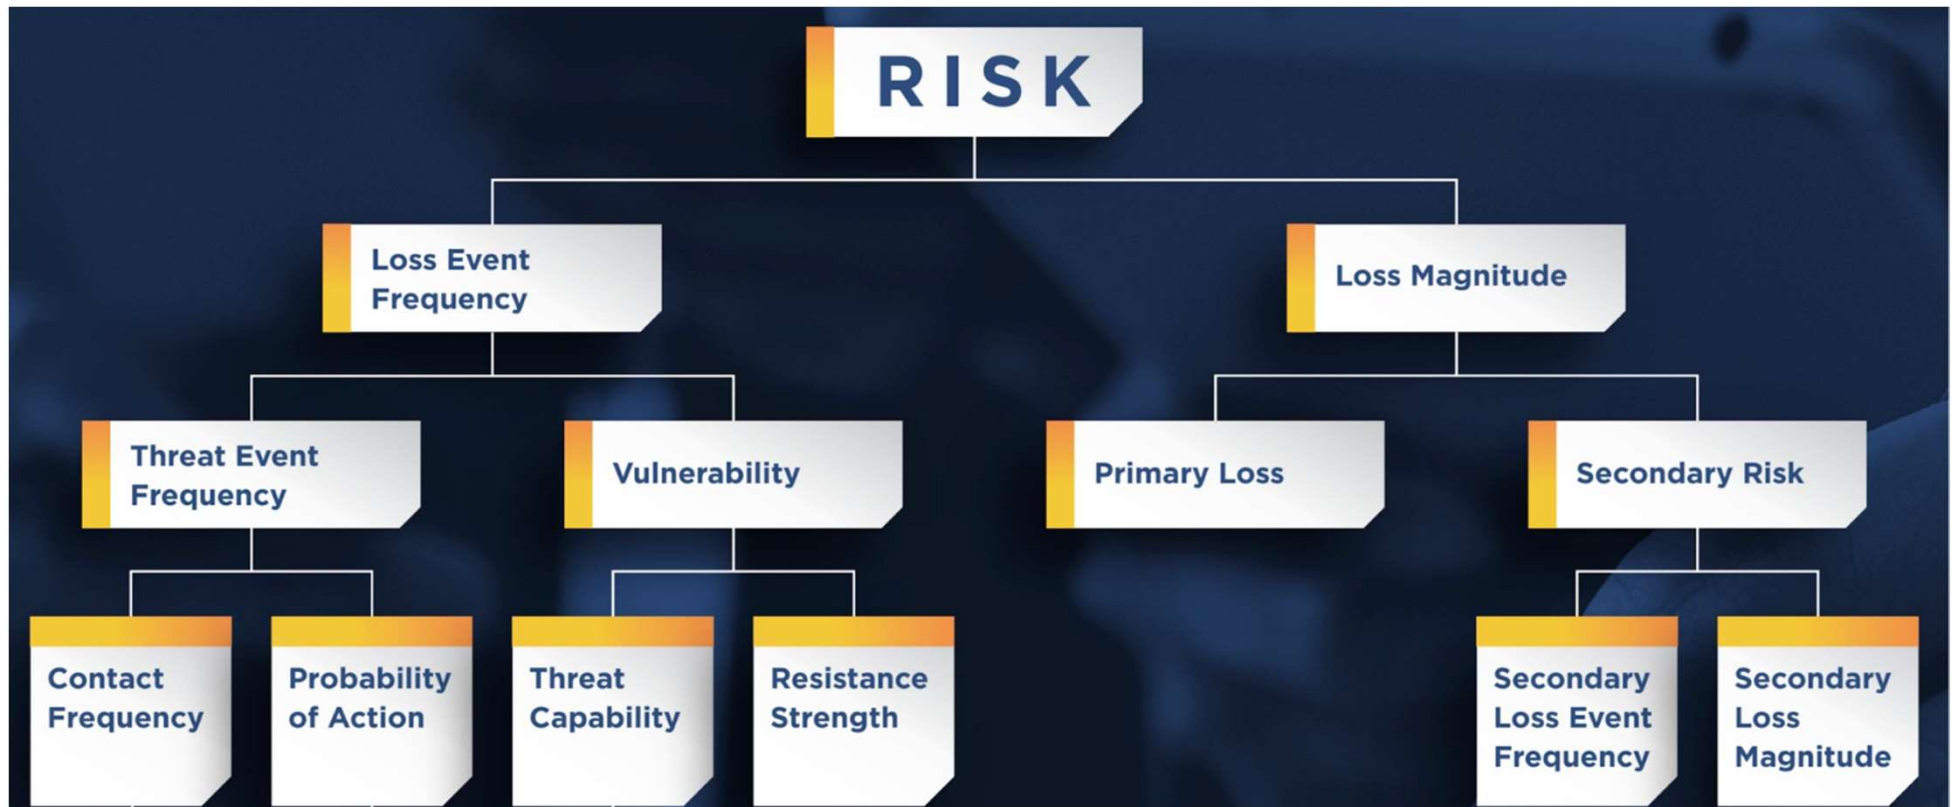 RISK
Loss Event
Frequency
Loss Magnitude
Threat Event
Frequency
Vulnerability
Primary Loss
Secondary Risk
Contact
Frequency
Probability
of Action
Threat
Capability
Resistance
Strength
Secondary
Loss Event
Frequency
Secondary
Loss
Magnitude